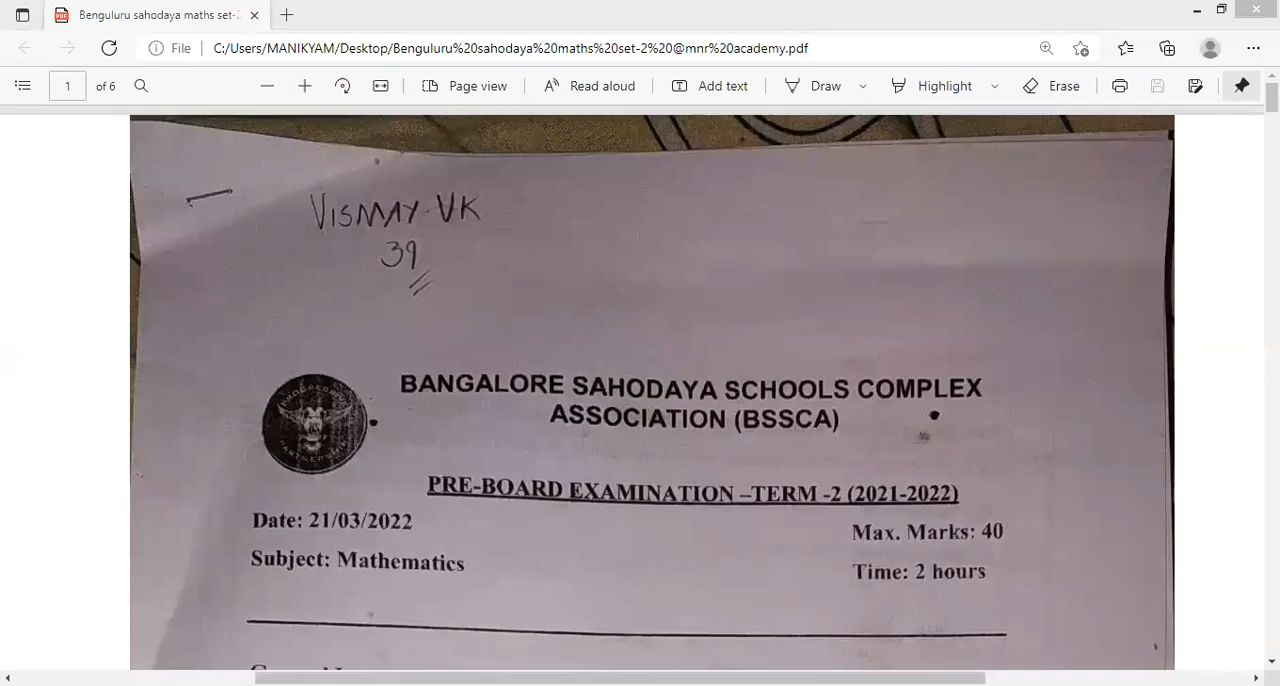 Benguluru sahodaya maths set-2
File
C:/Users/MANIKYAM/Desktop/Benguluru%20sahodaya%20maths%20set-2%20@mnr%20academy.pdf
1 of 6
Page view
Read aloud
Add text
Draw
Highlight
Erase
VISMAY.VK
39
BANGALORE SAHODAYA SCHOOLS COMPLEX
ASSOCIATION (BSSCA)
PRE-BOARD EXAMINATION –TERM -2 (2021-2022)
Date: 21/03/2022
Max. Marks: 40
Subject: Mathematics
Time: 2 hours